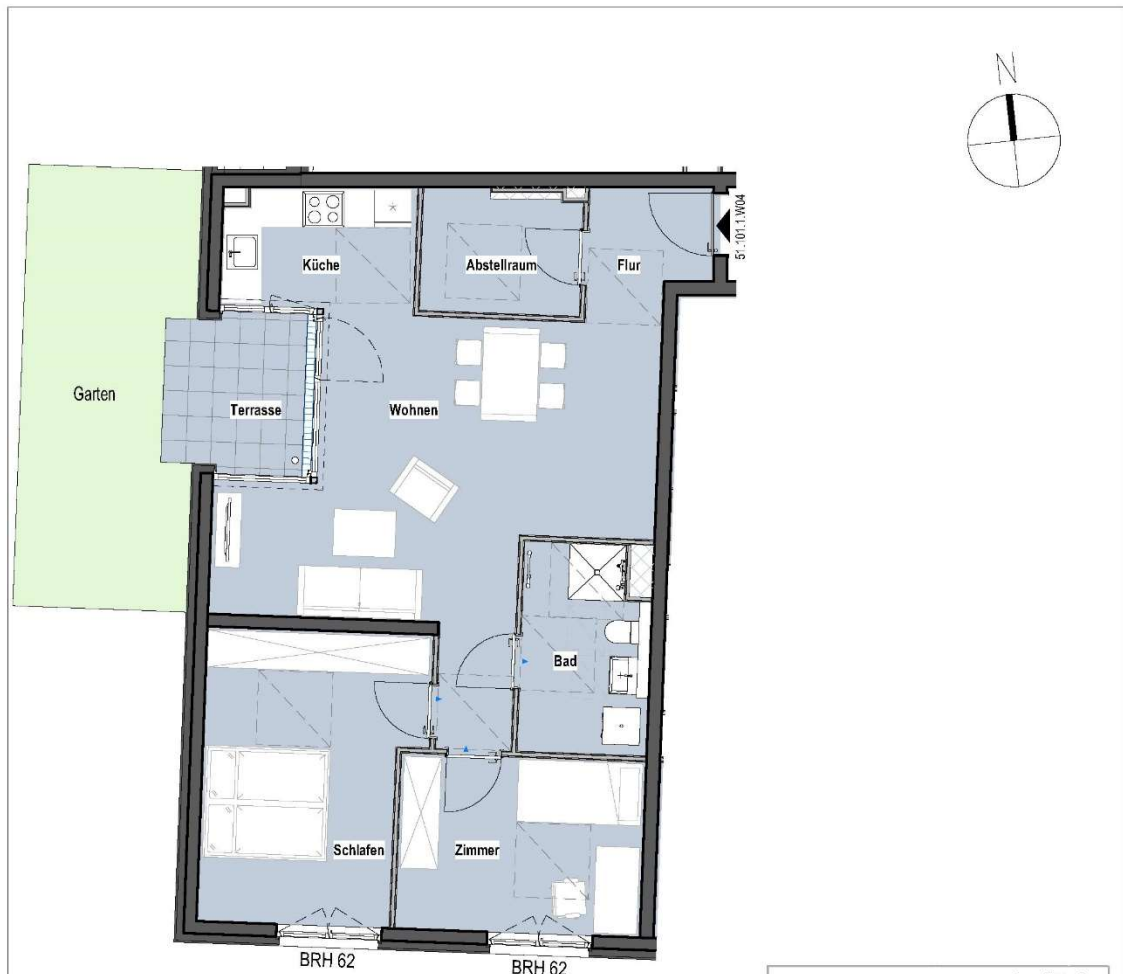 N
51.101.1.W04
Küche
Abstellraum
Flur
Garten
Terrasse
Wohnen
Bad
Schlafen
Zimmer
BRH 62
BRH 62